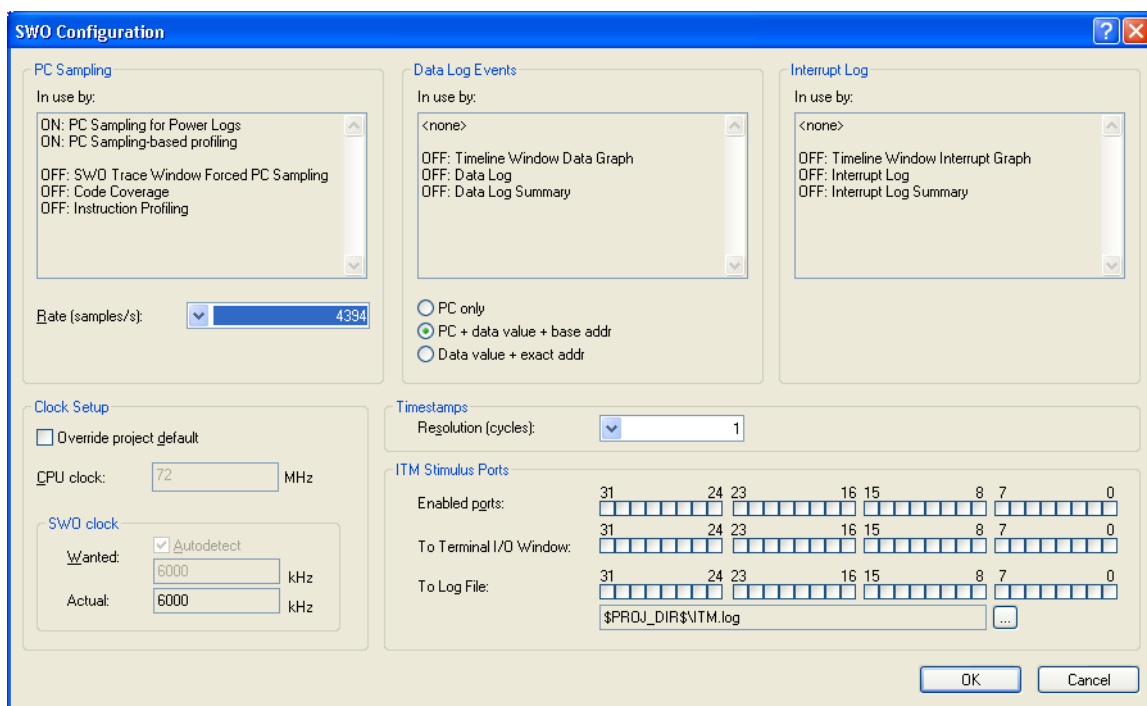 SWO Configuration
PC Sampling
In use by:
ON: PC Sampling for Power Logs
ON: PC Sampling-based profiling
OFF: SWO Trace Window Forced PC Sampling
OFF: Code Coverage
OFF: Instruction Profiling
Rate (samples/s): 4394
Data Log Events
In use by:
<none>
OFF: Timeline Window Data Graph
OFF: Data Log
OFF: Data Log Summary
PC only
PC + data value + base addr
Data value + exact addr
Interrupt Log
In use by:
<none>
OFF: Timeline Window Interrupt Graph
OFF: Interrupt Log
OFF: Interrupt Log Summary
Clock Setup
Override project default
CPU clock: 72 MHz
SWO clock
Autodetect
Wanted: 6000 kHz
Actual: 6000 kHz
Timestamps
Resolution (cycles): 1
ITM Stimulus Ports
31 24 23 16 15 8 7 0
Enabled ports:
31 24 23 16 15 8 7 0
To Terminal I/O Window:
31 24 23 16 15 8 7 0
To Log File:
$PROJ_DIR$\ITM.log ...
OK Cancel